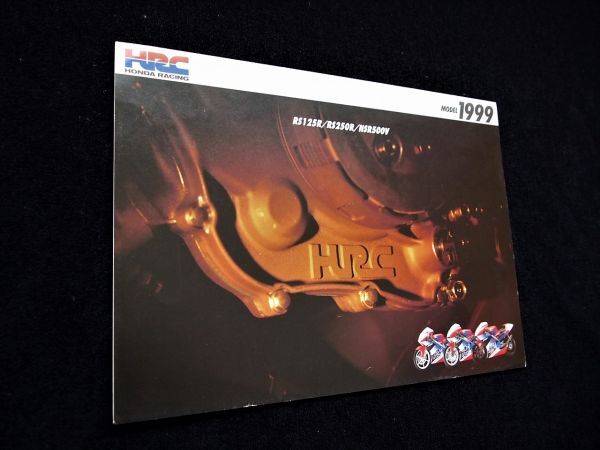 HRC
HONDA RACING
MODEL 1999
RS125R/RS250R/NSR500V
HRC